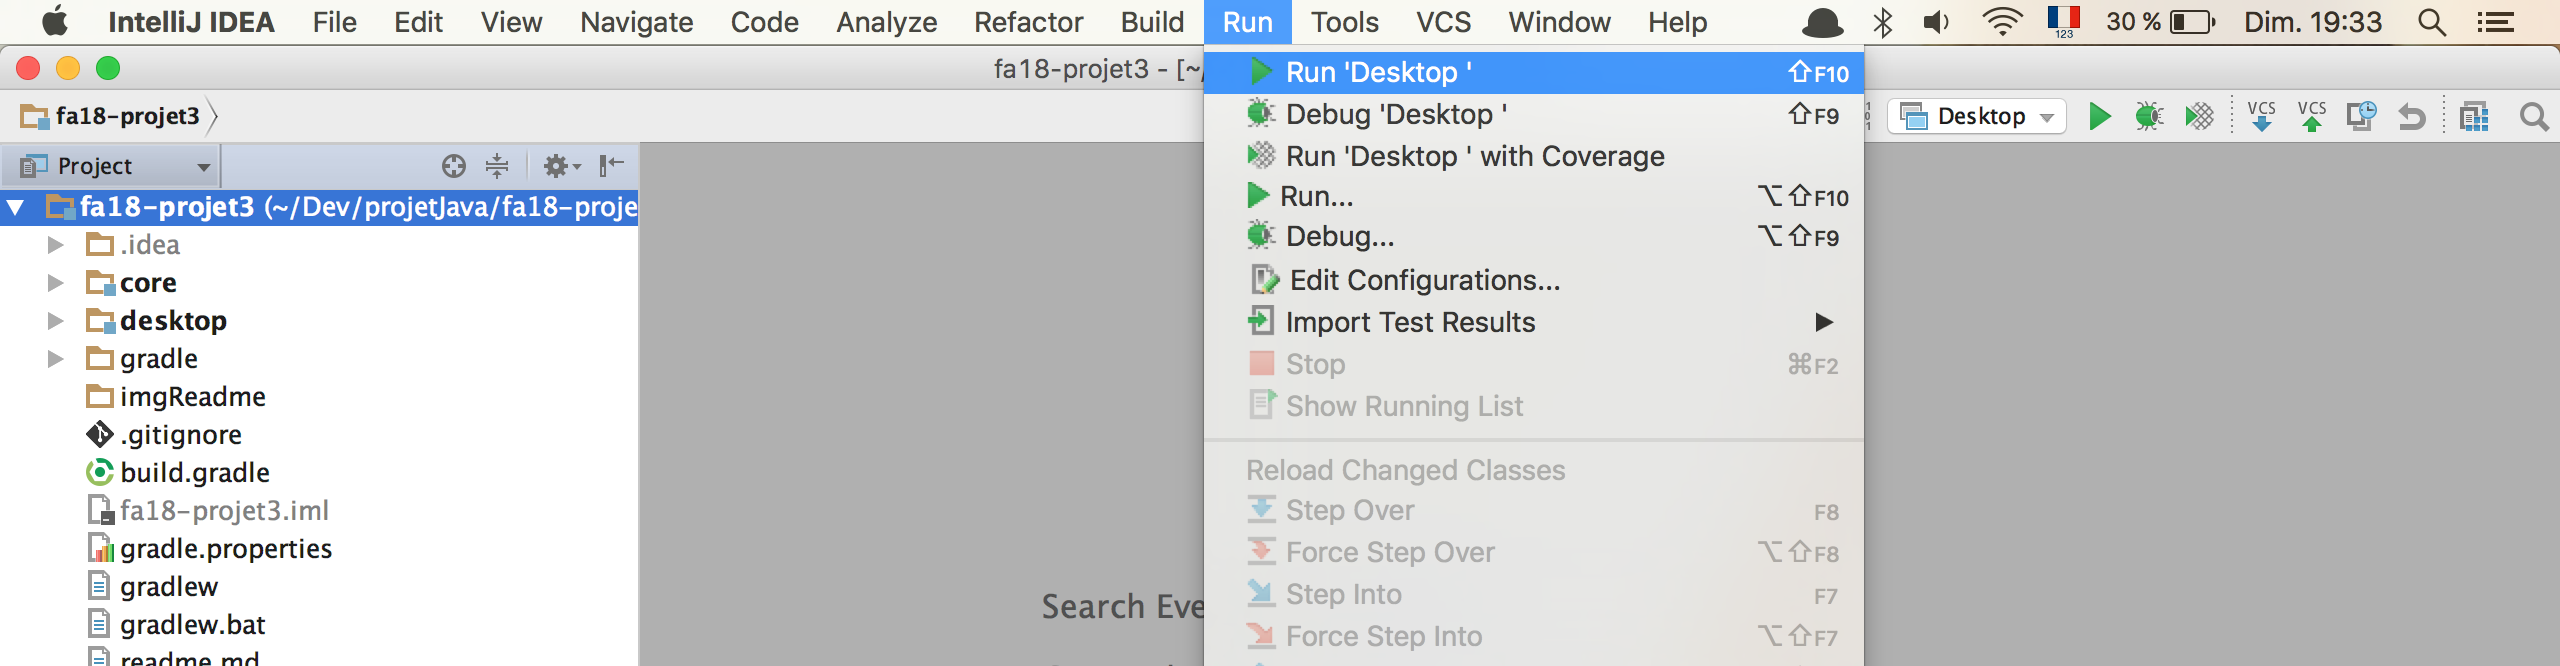 IntelliJ IDEA File Edit View Navigate Code Analyze Refactor Build Run Tools VCS Window Help 123 30 % Dim. 19:33
fa18-projet3 - [~/
fa18-projet3 Desktop VCS VCS
Project
fa18-projet3 (~/Dev/projetJava/fa18-proje
.idea
core
desktop
gradle
imgReadme
.gitignore
build.gradle
fa18-projet3.iml
gradle.properties
gradlew
gradlew.bat
readme.md
Search Eve
Run 'Desktop ' ⇧F10
Debug 'Desktop ' ⇧F9
Run 'Desktop ' with Coverage
Run... ⌥⇧F10
Debug... ⌥⇧F9
Edit Configurations...
Import Test Results ▶
Stop ⌘F2
Show Running List
Reload Changed Classes
Step Over F8
Force Step Over ⌥⇧F8
Step Into F7
Force Step Into ⌥⇧F7